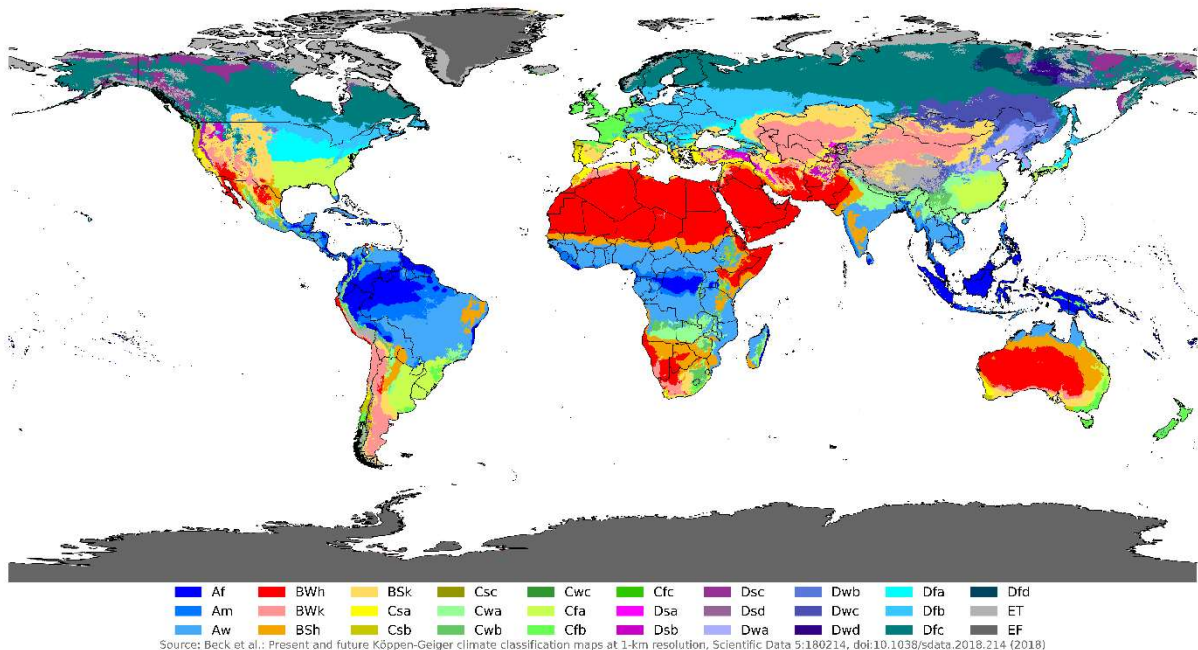 Af BWh BSk Csc Cwc Cfc Dsc Dwb Dfa Dfd
Am BWk Csa Cwa Cfa Dsa Dsd Dwc Dfb ET
Aw BSh Csb Cwb Cfb Dsb Dwa Dwd Dfc EF
Source: Beck et al.: Present and future Köppen-Geiger climate classification maps at 1-km resolution, Scientific Data 5:180214, doi:10.1038/sdata.2018.214 (2018)